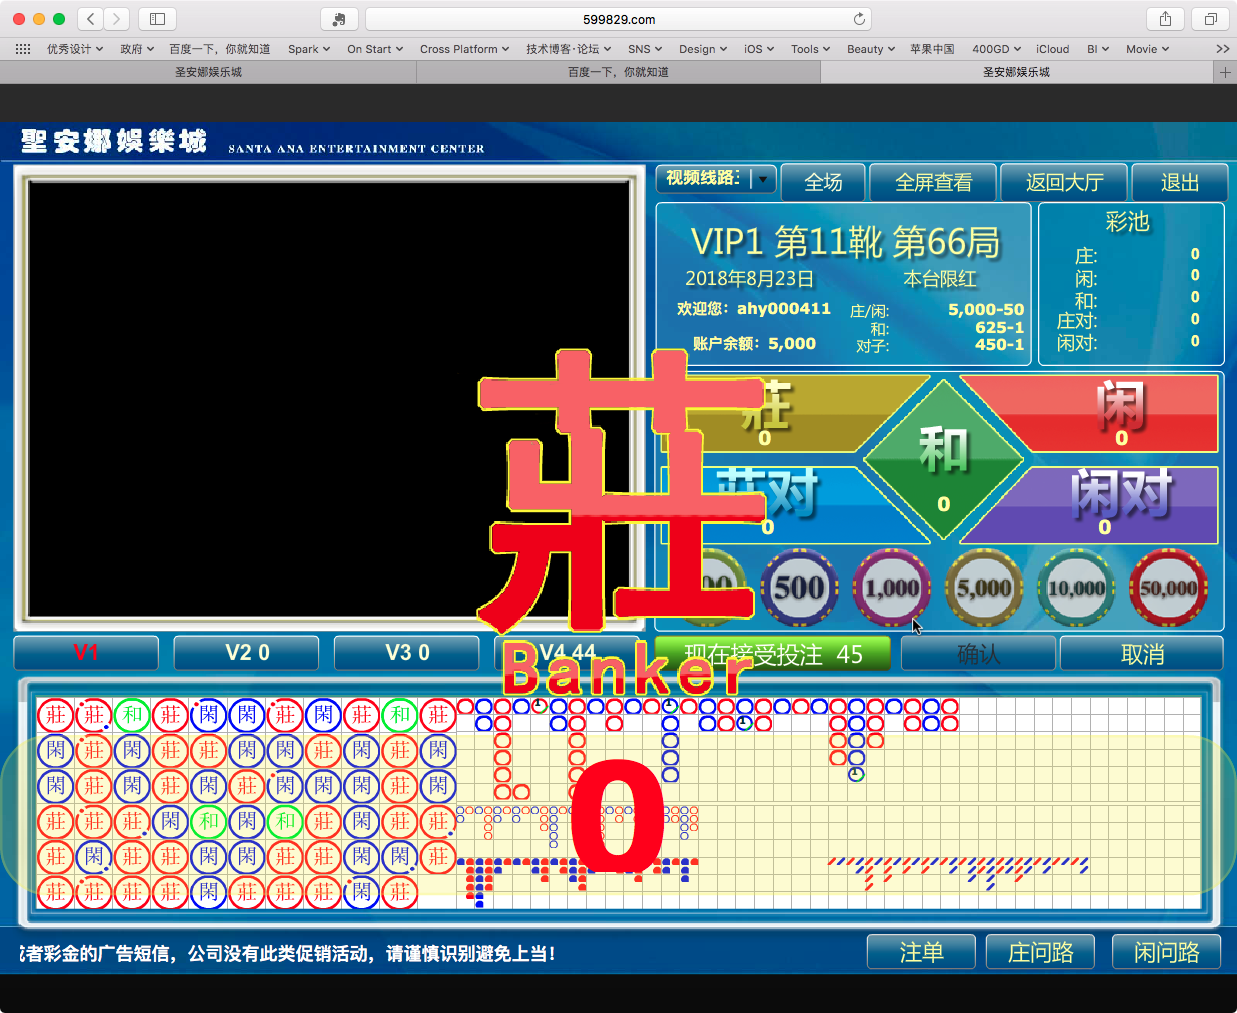 599829.com
优秀设计
政府
百度一下，你就知道
Spark
On Start
Cross Platform
技术博客·论坛
SNS
Design
iOS
Tools
Beauty
苹果中国
400GD
iCloud
BI
Movie
圣安娜娱乐城
百度一下，你就知道
圣安娜娱乐城
聖安娜娛樂城 SANTA ANA ENTERTAINMENT CENTER
视频线路:
全场
全屏查看
返回大厅
退出
VIP1 第11靴 第66局
2018年8月23日
本台限红
欢迎您：ahy000411
庄/闲: 5,000-50
和: 625-1
账户余额：5,000
对子: 450-1
彩池
庄: 0
闲: 0
和: 0
庄对: 0
闲对: 0
莊
0
闲
0
和
0
对
0
闲对
0
莊
Banker
0
500
1,000
5,000
10,000
50,000
V1
V2 0
V3 0
V4 44
现在接受投注 45
确认
取消
莊 莊 和 莊 閑 閑 莊 閑 莊 和 莊
閑 莊 閑 莊 莊 閑 閑 莊 閑 莊 閑
閑 莊 閑 莊 閑 莊 閑 閑 閑 莊 閑
莊 莊 莊 閑 和 閑 和 莊 閑 莊 莊
莊 閑 莊 莊 閑 閑 莊 莊 閑 閑 莊
莊 莊 莊 莊 閑 莊 莊 莊 閑 莊
1
1
1
1
者彩金的广告短信，公司没有此类促销活动，请谨慎识别避免上当！
注单
庄问路
闲问路